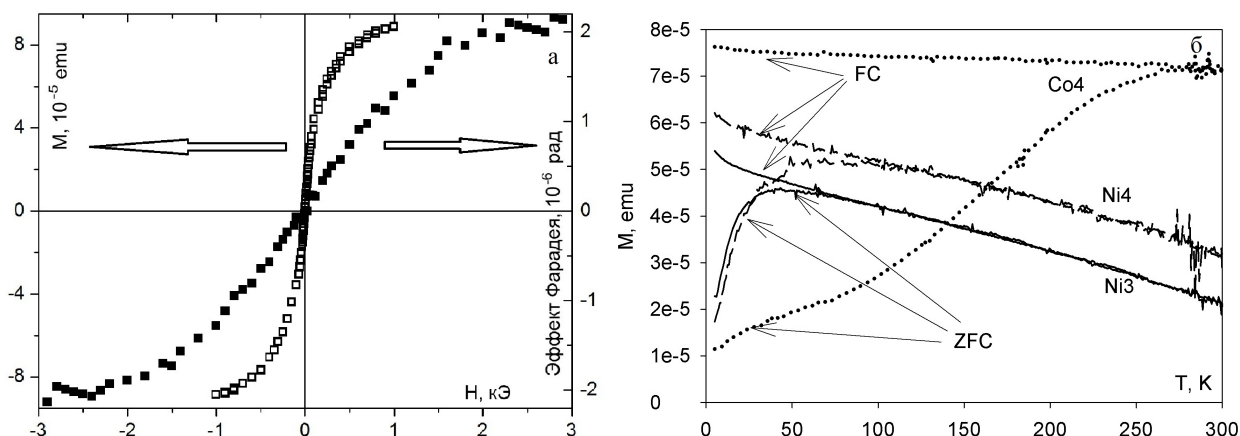 а
M, 10⁻⁵ emu
8
4
0
-4
-8
-3
-2
-1
0
1
2
3
H, кЭ
Эффект Фарадея, 10⁻⁶ рад
2
1
0
-1
-2
б
M, emu
8e-5
7e-5
6e-5
5e-5
4e-5
3e-5
2e-5
1e-5
0
0
50
100
150
200
250
300
T, K
FC
Co4
Ni4
Ni3
ZFC